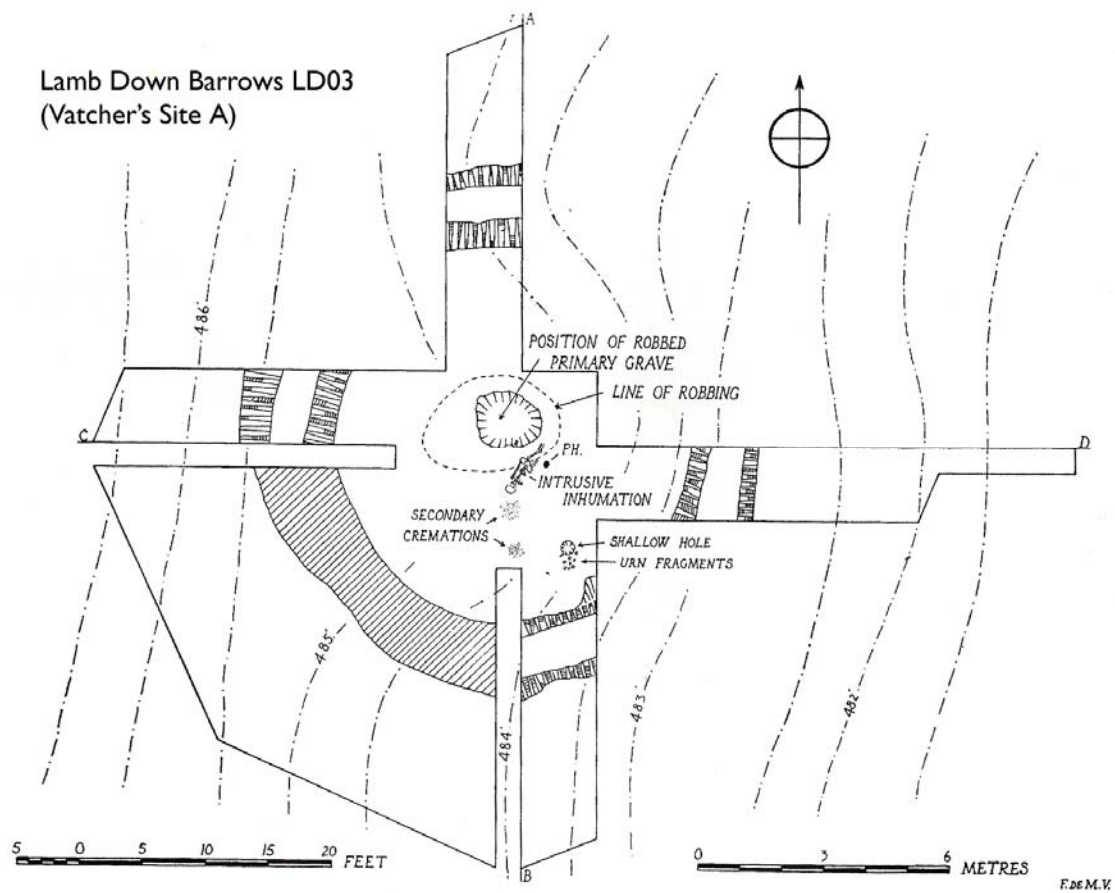 A
Lamb Down Barrows LD03
(Vatcher's Site A)
486'
POSITION OF ROBBED
PRIMARY GRAVE
LINE OF ROBBING
C
D
PH.
INTRUSIVE
INHUMATION
SECONDARY
CREMATIONS
SHALLOW HOLE
URN FRAGMENTS
485'
484'
483'
482'
5 0 5 10 15 20 FEET
0 3 6 METRES
B
F. DE M. V.